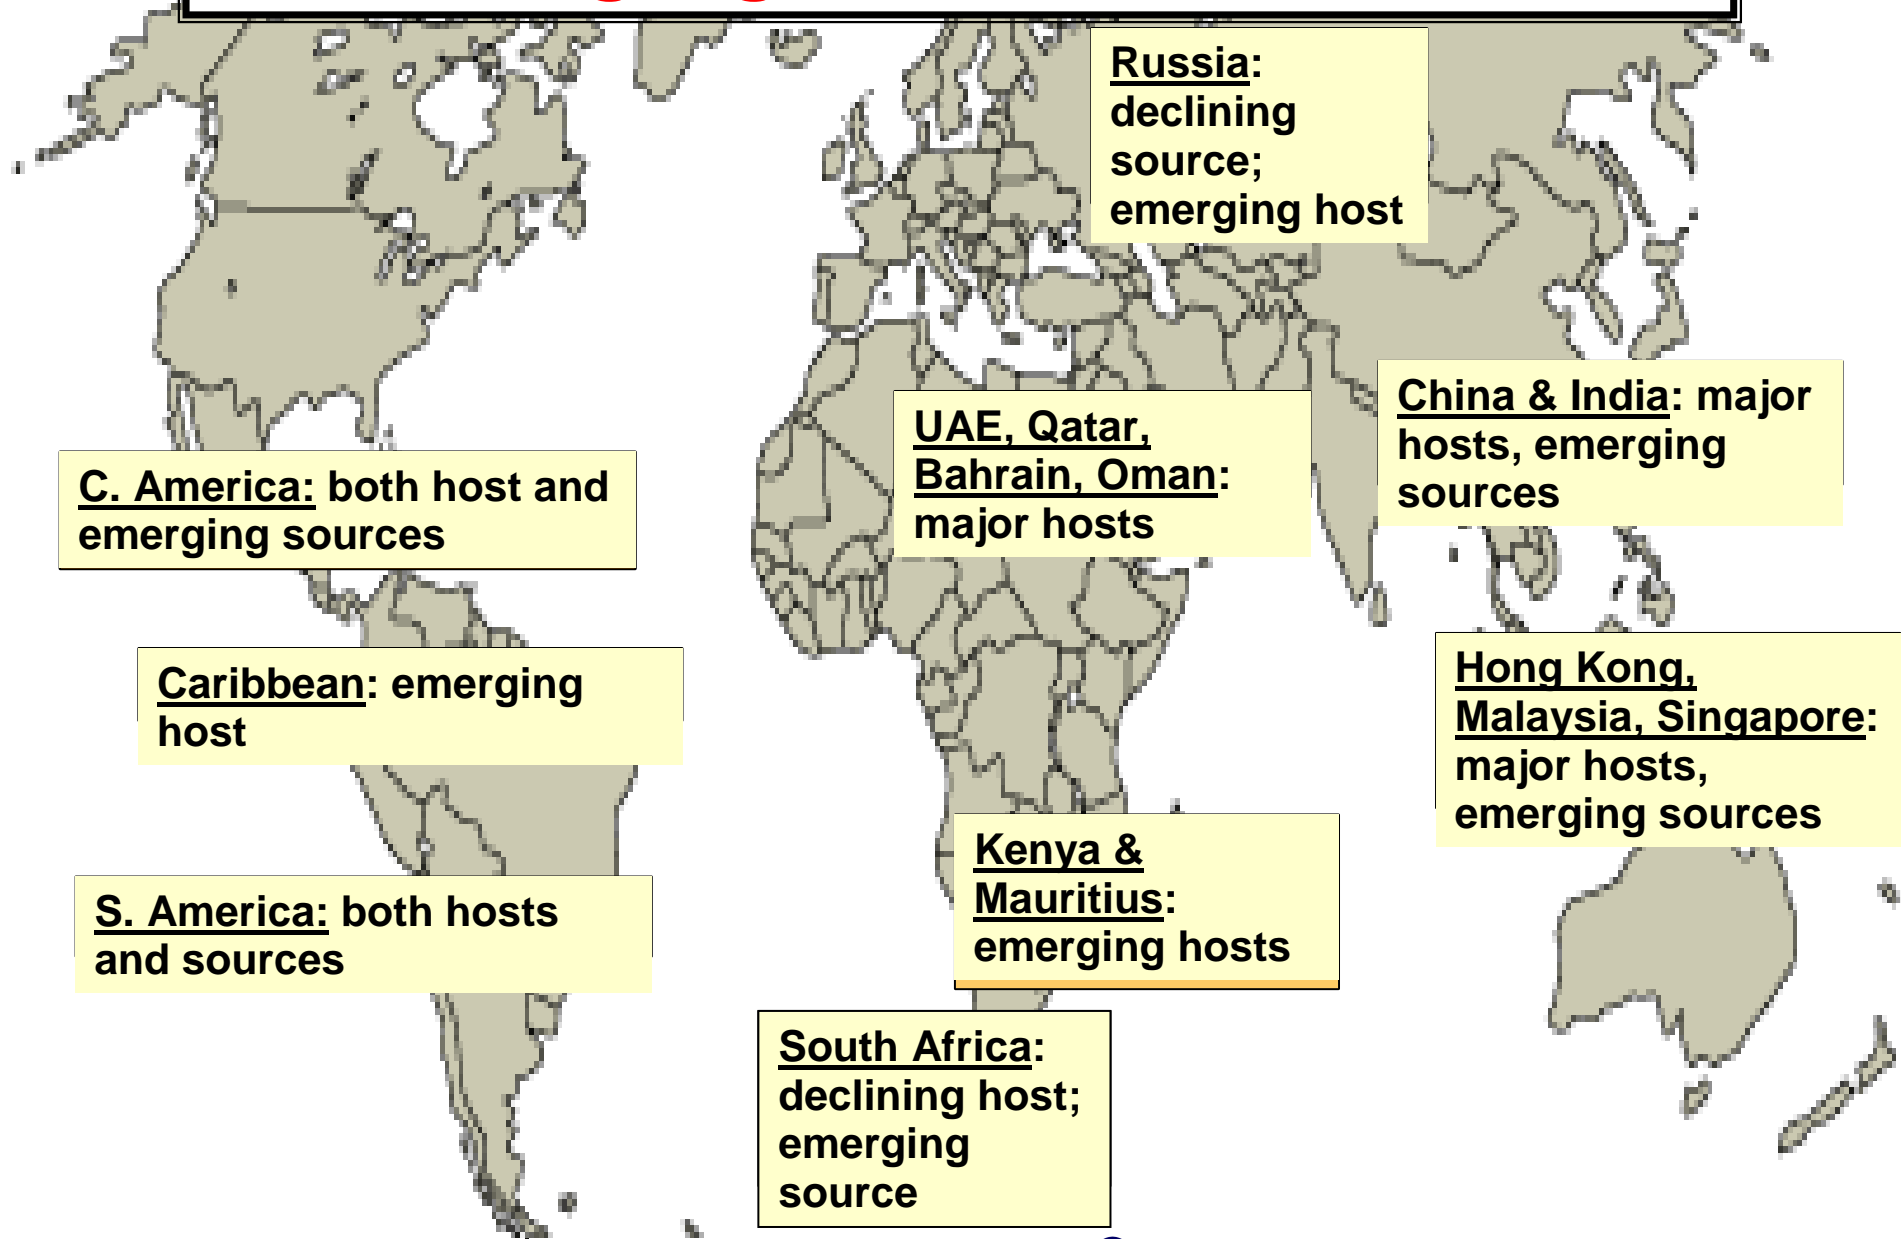 Russia:
declining
source;
emerging host
China & India: major
hosts, emerging
sources
UAE, Qatar,
Bahrain, Oman:
major hosts
C. America: both host and
emerging sources
Caribbean: emerging
host
Hong Kong,
Malaysia, Singapore:
major hosts,
emerging sources
Kenya &
Mauritius:
emerging hosts
S. America: both hosts
and sources
South Africa:
declining host;
emerging
source